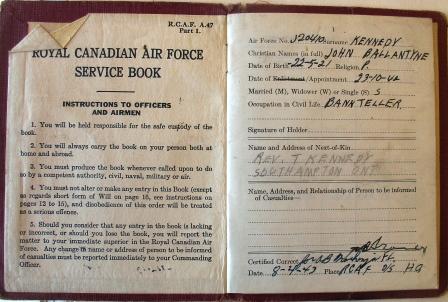 R.C.A.F. A.47
Part 1.
ROYAL CANADIAN AIR FORCE
SERVICE BOOK
INSTRUCTIONS TO OFFICERS
AND AIRMEN
1. You will be held responsible for the safe custody of the
book.
2. You will always carry the book on your person both at
home and abroad.
3. You must produce the book whenever called upon to do
so by a competent authority, civil, naval, military or air.
4. You must not alter or make any entry in this Book (except
as regards short form of Will on page 16, see instructions on
pages 12 to 15), and disobedience of this order will be treated
as a serious offence.
5. Should you consider that any entry in the book is lacking
or incorrect, or should you lose the book, you will report the
matter to your immediate superior in the Royal Canadian Air
Force. Any change in name or address of person to be informed
of casualties must be reported immediately to your Commanding
Officer.
Air Force No. J20410 Surname KENNEDY
Christian Names (in full) JOHN BALLANTYNE
Date of Birth 22-5-21 Religion P.
Date of Enlistment/Appointment 23-10-42
Married (M), Widower (W) or Single (S) S
Occupation in Civil Life BANK TELLER
Signature of Holder
Name and Address of Next-of-Kin
REV. T KENNEDY
SOUTHAMPTON ONT
Name, Address, and Relationship of Person to be informed
of Casualties
Certified Correct
Date 8-4-43 Place RCAF O/S HQ